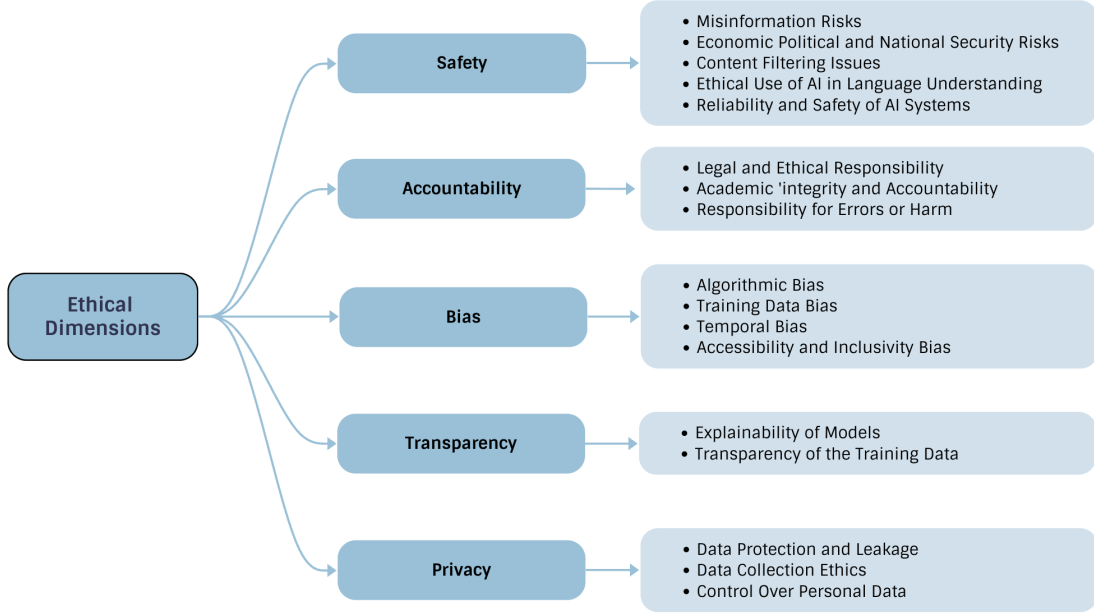 Ethical
Dimensions
Safety
• Misinformation Risks
• Economic Political and National Security Risks
• Content Filtering Issues
• Ethical Use of AI in Language Understanding
• Reliability and Safety of AI Systems
Accountability
• Legal and Ethical Responsibility
• Academic 'integrity and Accountability
• Responsibility for Errors or Harm
Bias
• Algorithmic Bias
• Training Data Bias
• Temporal Bias
• Accessibility and Inclusivity Bias
Transparency
• Explainability of Models
• Transparency of the Training Data
Privacy
• Data Protection and Leakage
• Data Collection Ethics
• Control Over Personal Data